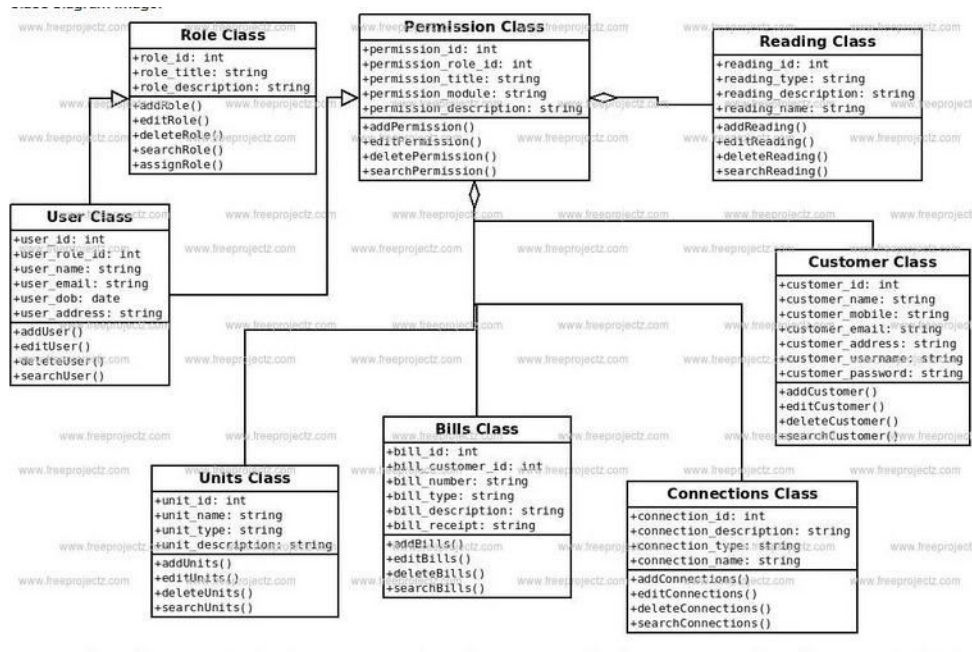 Role Class
+role_id: int
+role_title: string
+role_description: string
+addRole()
+editRole()
+deleteRole()
+searchRole()
+assignRole()
Permission Class
+permission_id: int
+permission_role_id: int
+permission_title: string
+permission_module: string
+permission_description: string
+addPermission()
+editPermission()
+deletePermission()
+searchPermission()
Reading Class
+reading_id: int
+reading_type: string
+reading_description: string
+reading_name: string
+addReading()
+editReading()
+deleteReading()
+searchReading()
User Class
+user_id: int
+user_role_id: int
+user_name: string
+user_email: string
+user_dob: date
+user_address: string
+addUser()
+editUser()
+deleteUser()
+searchUser()
Customer Class
+customer_id: int
+customer_name: string
+customer_mobile: string
+customer_email: string
+customer_address: string
+customer_username: string
+customer_password: string
+addCustomer()
+editCustomer()
+deleteCustomer()
+searchCustomer()
Bills Class
+bill_id: int
+bill_customer_id: int
+bill_number: string
+bill_type: string
+bill_description: string
+bill_receipt: string
+addBills()
+editBills()
+deleteBills()
+searchBills()
Units Class
+unit_id: int
+unit_name: string
+unit_type: string
+unit_description: string
+addUnits()
+editUnits()
+deleteUnits()
+searchUnits()
Connections Class
+connection_id: int
+connection_description: string
+connection_type: string
+connection_name: string
+addConnections()
+editConnections()
+deleteConnections()
+searchConnections()
www.freeprojectz.com